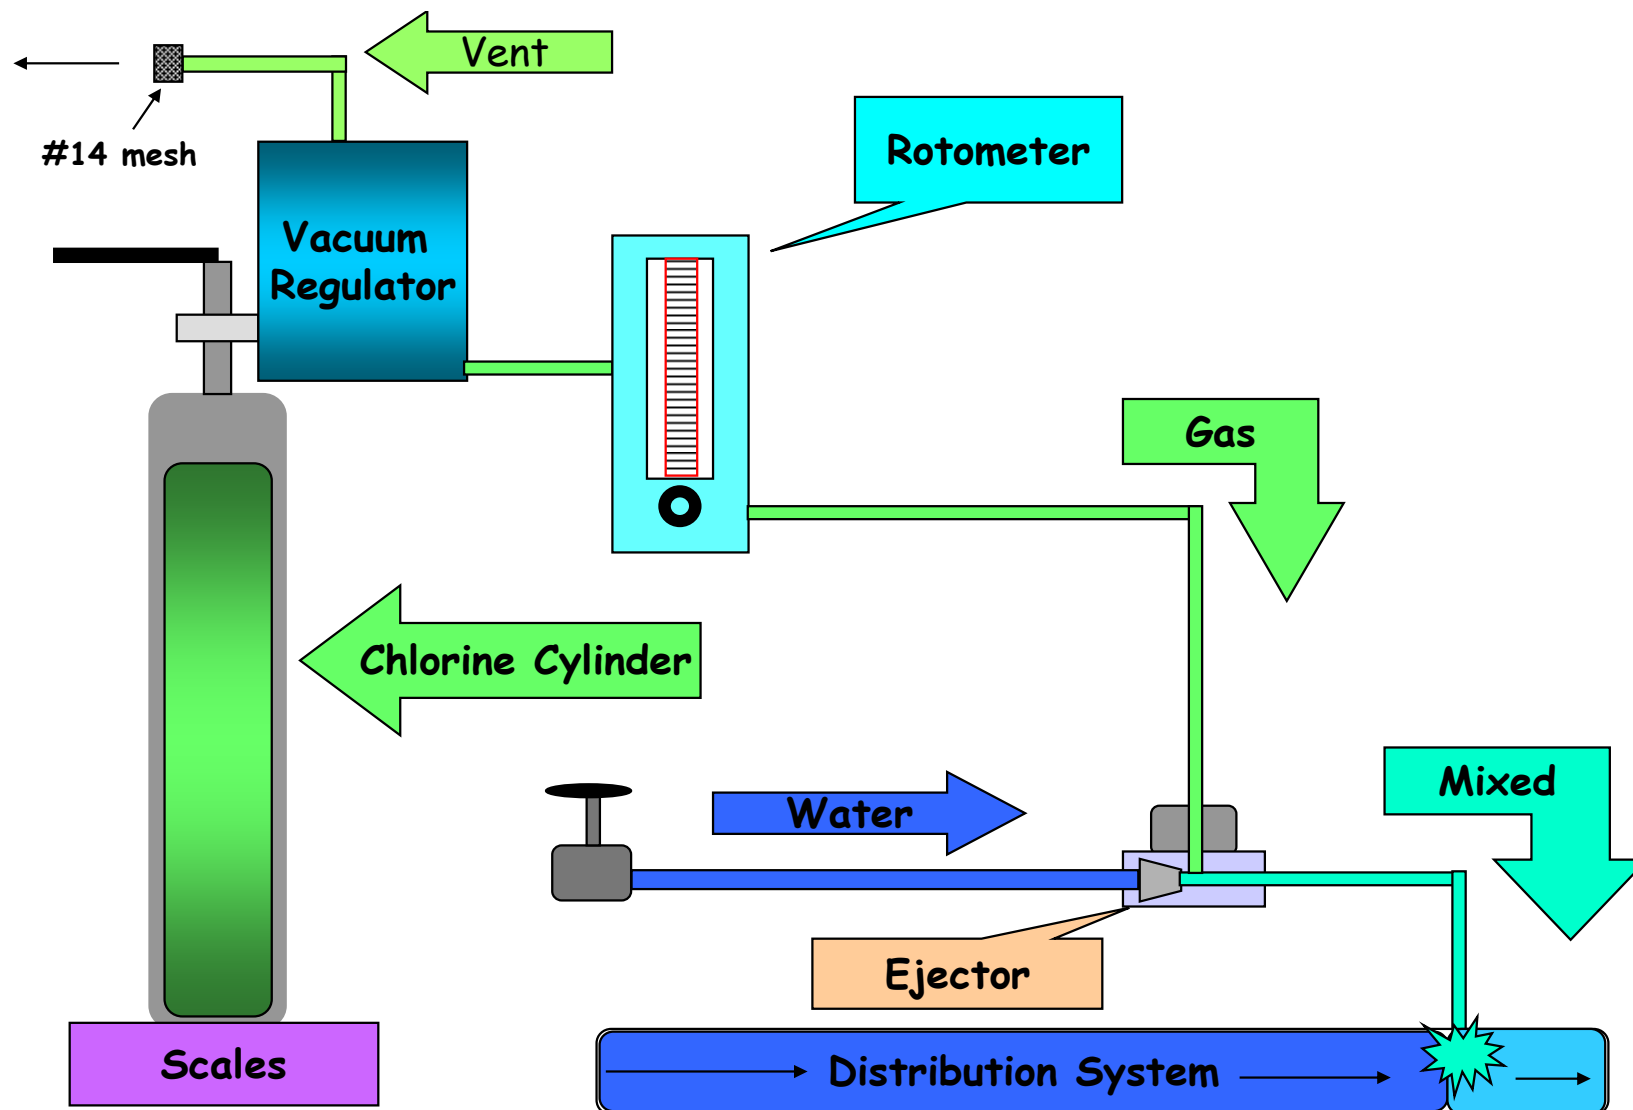 Vent
#14 mesh
Rotometer
Vacuum
Regulator
Gas
Chlorine Cylinder
Mixed
Water
Ejector
Scales
Distribution System